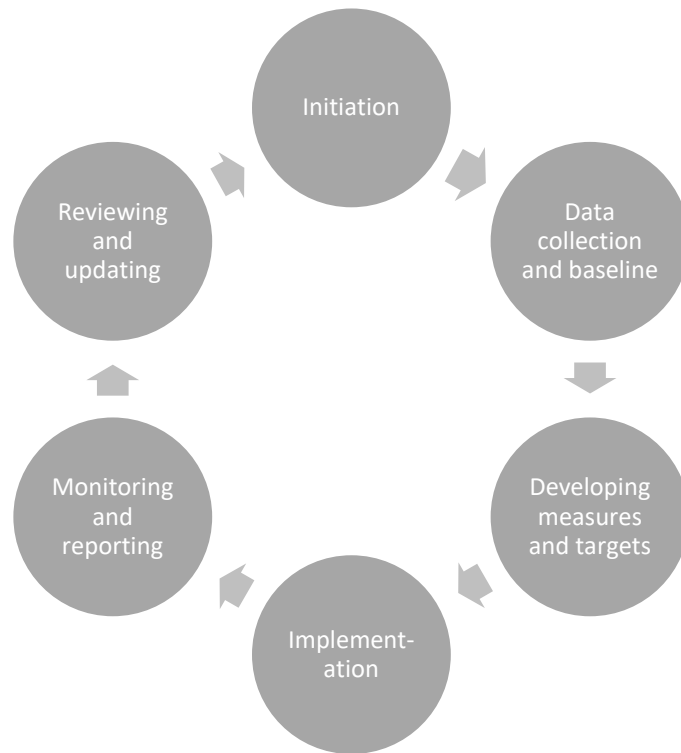 Initiation
Data
collection
and baseline
Developing
measures
and targets
Implement-
ation
Monitoring
and
reporting
Reviewing
and
updating